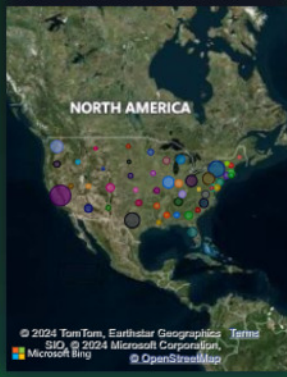 NORTH AMERICA
© 2024 TomTom, Earthstar Geographics Terms
SIO, © 2024 Microsoft Corporation,
Microsoft Bing
© OpenStreetMap